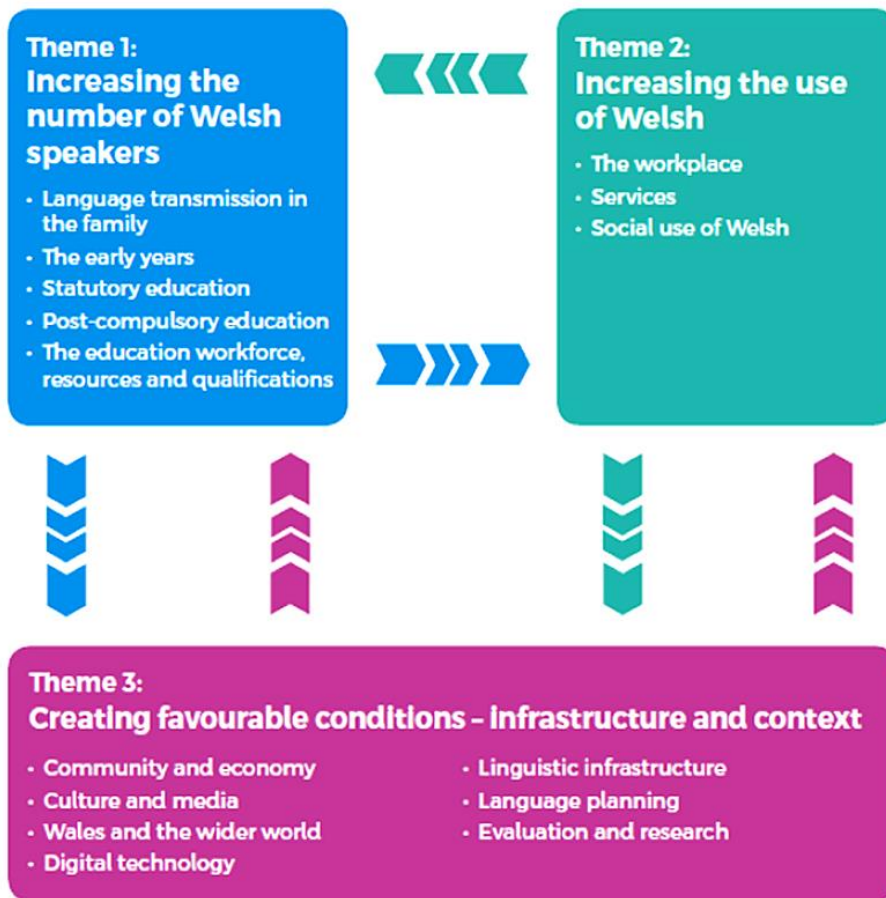 Theme 1:
Increasing the
number of Welsh
speakers
• Language transmission in
the family
• The early years
• Statutory education
• Post-compulsory education
• The education workforce,
resources and qualifications
Theme 2:
Increasing the use
of Welsh
• The workplace
• Services
• Social use of Welsh
Theme 3:
Creating favourable conditions – infrastructure and context
• Community and economy
• Culture and media
• Wales and the wider world
• Digital technology
• Linguistic infrastructure
• Language planning
• Evaluation and research